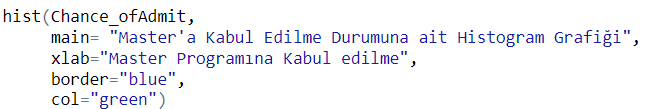 hist(Chance_ofAdmit,
main= "Master'a Kabul Edilme Durumuna ait Histogram Grafiği",
xlab="Master Programına Kabul edilme",
border="blue",
col="green")